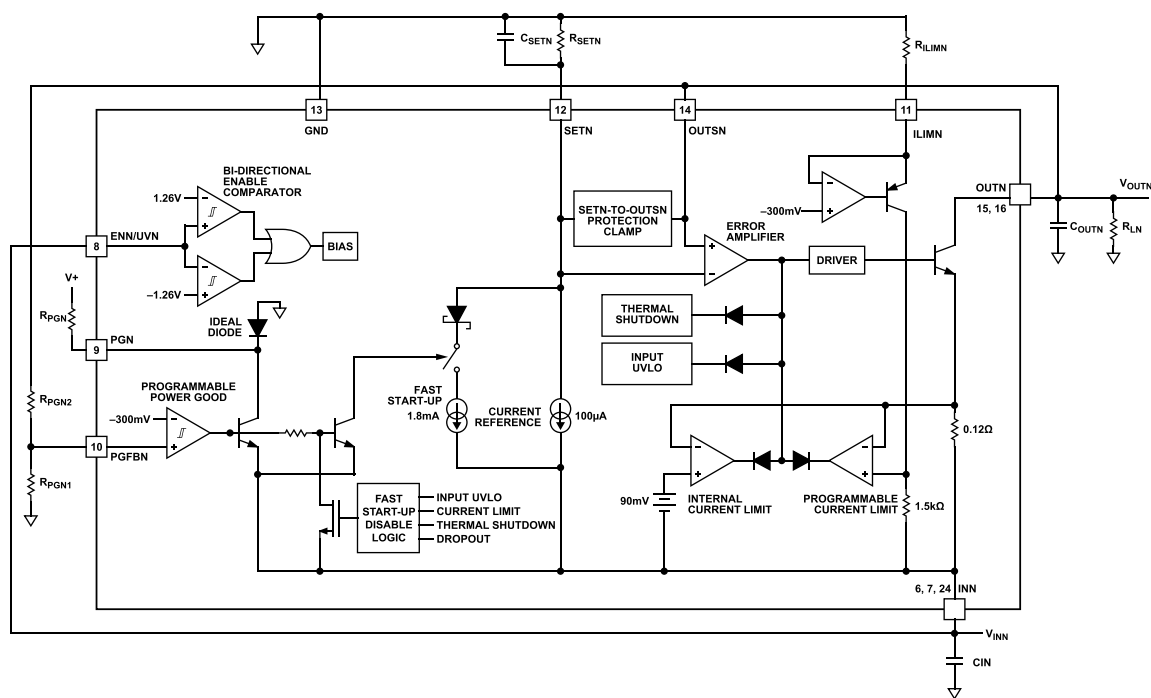 CSETN
RSETN
RILIMN
13
GND
12
SETN
14
OUTSN
11
ILIMN
BI-DIRECTIONAL
ENABLE
COMPARATOR
1.26V
–
+
8
ENN/UVN
BIAS
–
+
–1.26V
V+
RPGN
IDEAL
DIODE
9
PGN
SETN-TO-OUTSN
PROTECTION
CLAMP
ERROR
AMPLIFIER
+
–
–
+
–300mV
OUTN
15, 16
VOUTN
COUTN
RLN
DRIVER
THERMAL
SHUTDOWN
INPUT
UVLO
PROGRAMMABLE
POWER GOOD
RPGN2
–300mV
–
+
10
PGFBN
RPGN1
FAST
START-UP
1.8mA
CURRENT
REFERENCE
100µA
FAST
START-UP
DISABLE
LOGIC
INPUT UVLO
CURRENT LIMIT
THERMAL SHUTDOWN
DROPOUT
–
+
90mV
INTERNAL
CURRENT LIMIT
–
+
PROGRAMMABLE
CURRENT LIMIT
0.12Ω
1.5kΩ
6, 7, 24
INN
VINN
CIN